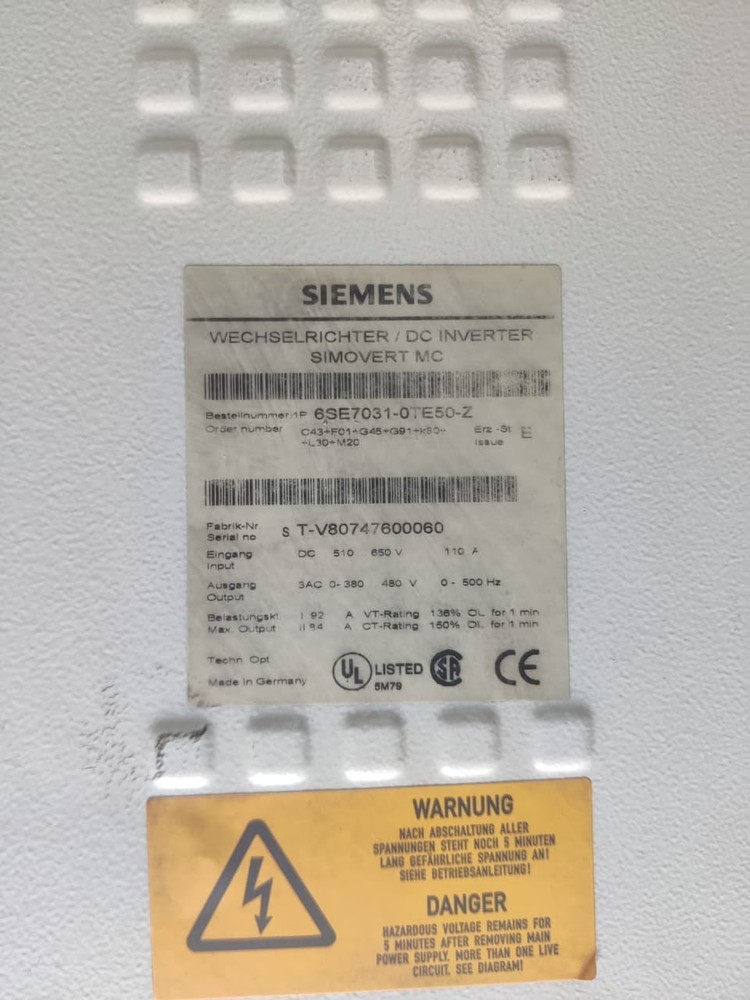 SIEMENS
WECHSELRICHTER / DC INVERTER
SIMOVERT MC
Bestellnummer 1P 6SE7031-0TE50-Z
Order number C43+F01+G45+G91+K80+ Erz.-St. E
+L30+M20 Issue
Fabrik-Nr. S T-V80747600060
Serial no
Eingang DC 510 650 V 110 A
Input
Ausgang 3AC 0- 380 480 V 0 - 500 Hz
Output
Belastungskl I 92 A VT-Rating 136% OL for 1 min
Max. Output II 84 A CT-Rating 150% OL for 1 min
Techn. Opt
Made in Germany
UL LISTED SA CE
5M79
WARNUNG
NACH ABSCHALTUNG ALLER
SPANNUNGEN STEHT NOCH 5 MINUTEN
LANG GEFÄHRLICHE SPANNUNG AN!
SIEHE BETRIEBSANLEITUNG!
DANGER
HAZARDOUS VOLTAGE REMAINS FOR
5 MINUTES AFTER REMOVING MAIN
POWER SUPPLY. MORE THAN ONE LIVE
CIRCUIT. SEE DIAGRAM!